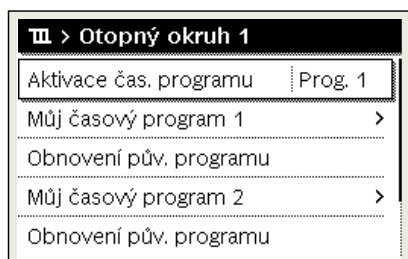 > Otopný okruh 1
Aktivace čas. programu Prog. 1
Můj časový program 1 >
Obnovení pův. programu
Můj časový program 2 >
Obnovení pův. programu